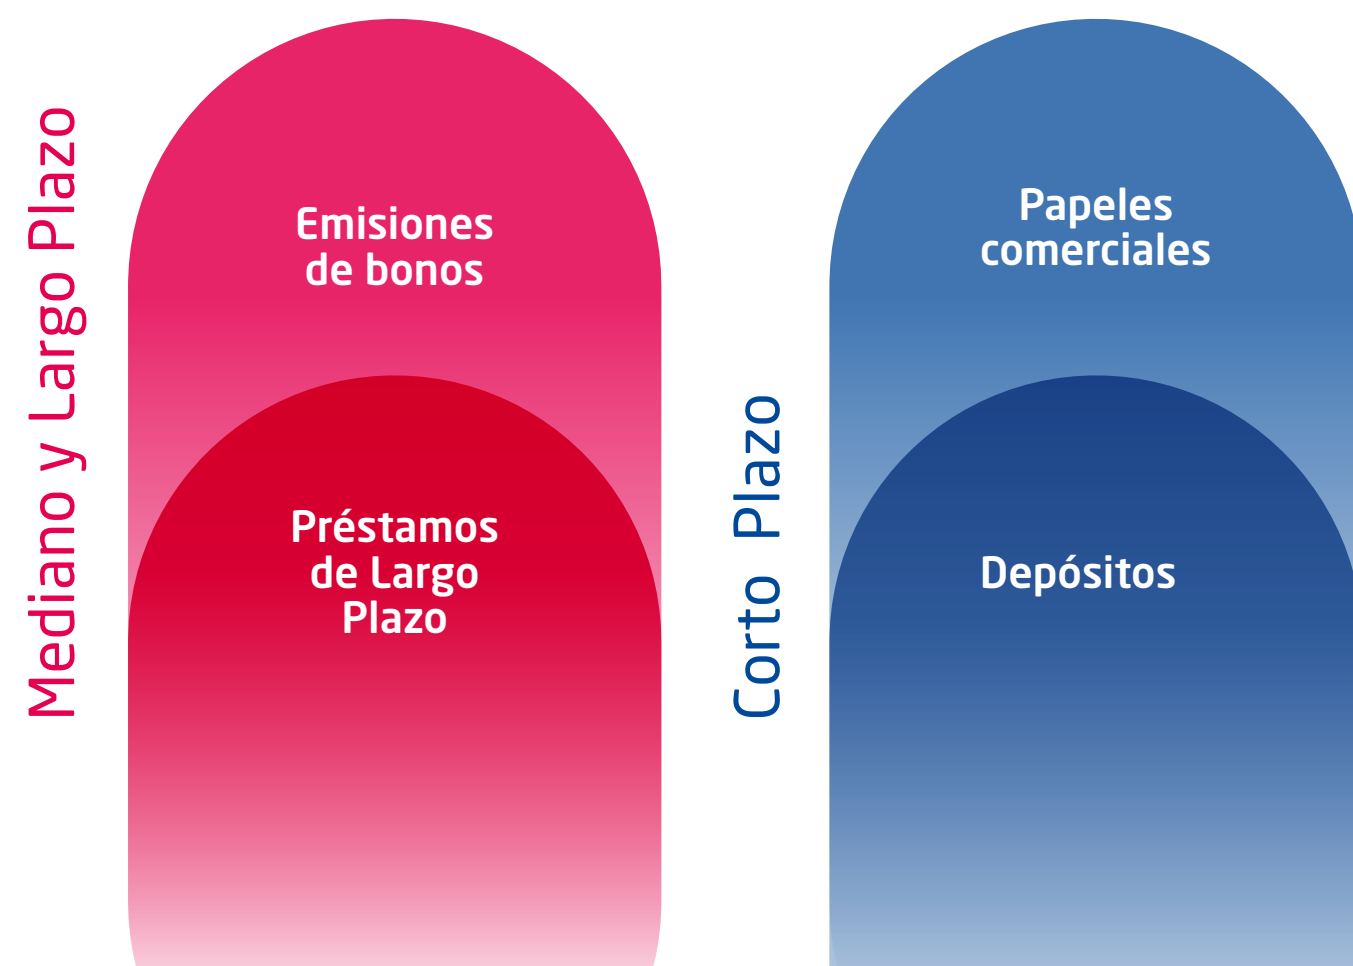 Mediano y Largo Plazo
Emisiones
de bonos
Préstamos
de Largo
Plazo
Corto Plazo
Papeles
comerciales
Depósitos